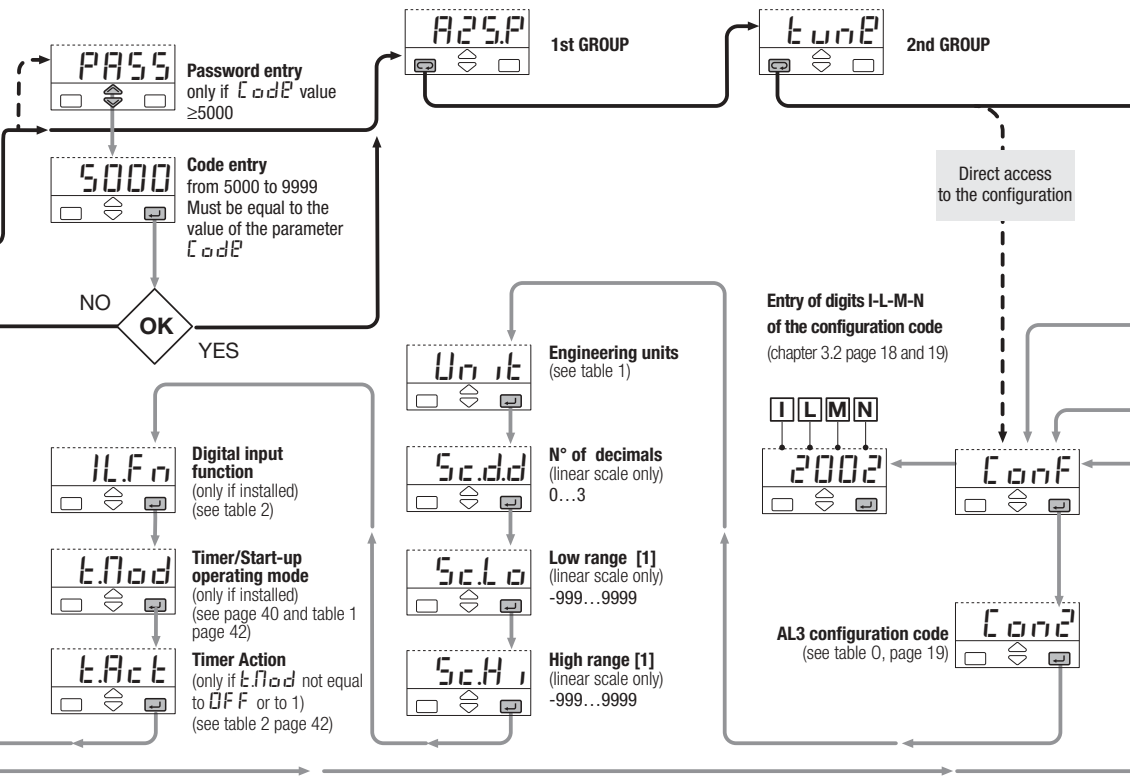 PASS
Password entry
only if CodE value
≥5000
5000
Code entry
from 5000 to 9999
Must be equal to the
value of the parameter
CodE
NO
OK
YES
A2S.P
1st GROUP
tunE
2nd GROUP
Direct access
to the configuration
Entry of digits I-L-M-N
of the configuration code
(chapter 3.2 page 18 and 19)
I L M N
2002
ConF
Con2
AL3 configuration code
(see table O, page 19)
Unit
Engineering units
(see table 1)
Sc.d.d
N° of decimals
(linear scale only)
0...3
Sc.Lo
Low range [1]
(linear scale only)
-999...9999
Sc.Hi
High range [1]
(linear scale only)
-999...9999
IL.Fn
Digital input
function
(only if installed)
(see table 2)
t.Mod
Timer/Start-up
operating mode
(only if installed)
(see page 40 and table 1
page 42)
t.Act
Timer Action
(only if t.Mod not equal
to OFF or to 1)
(see table 2 page 42)